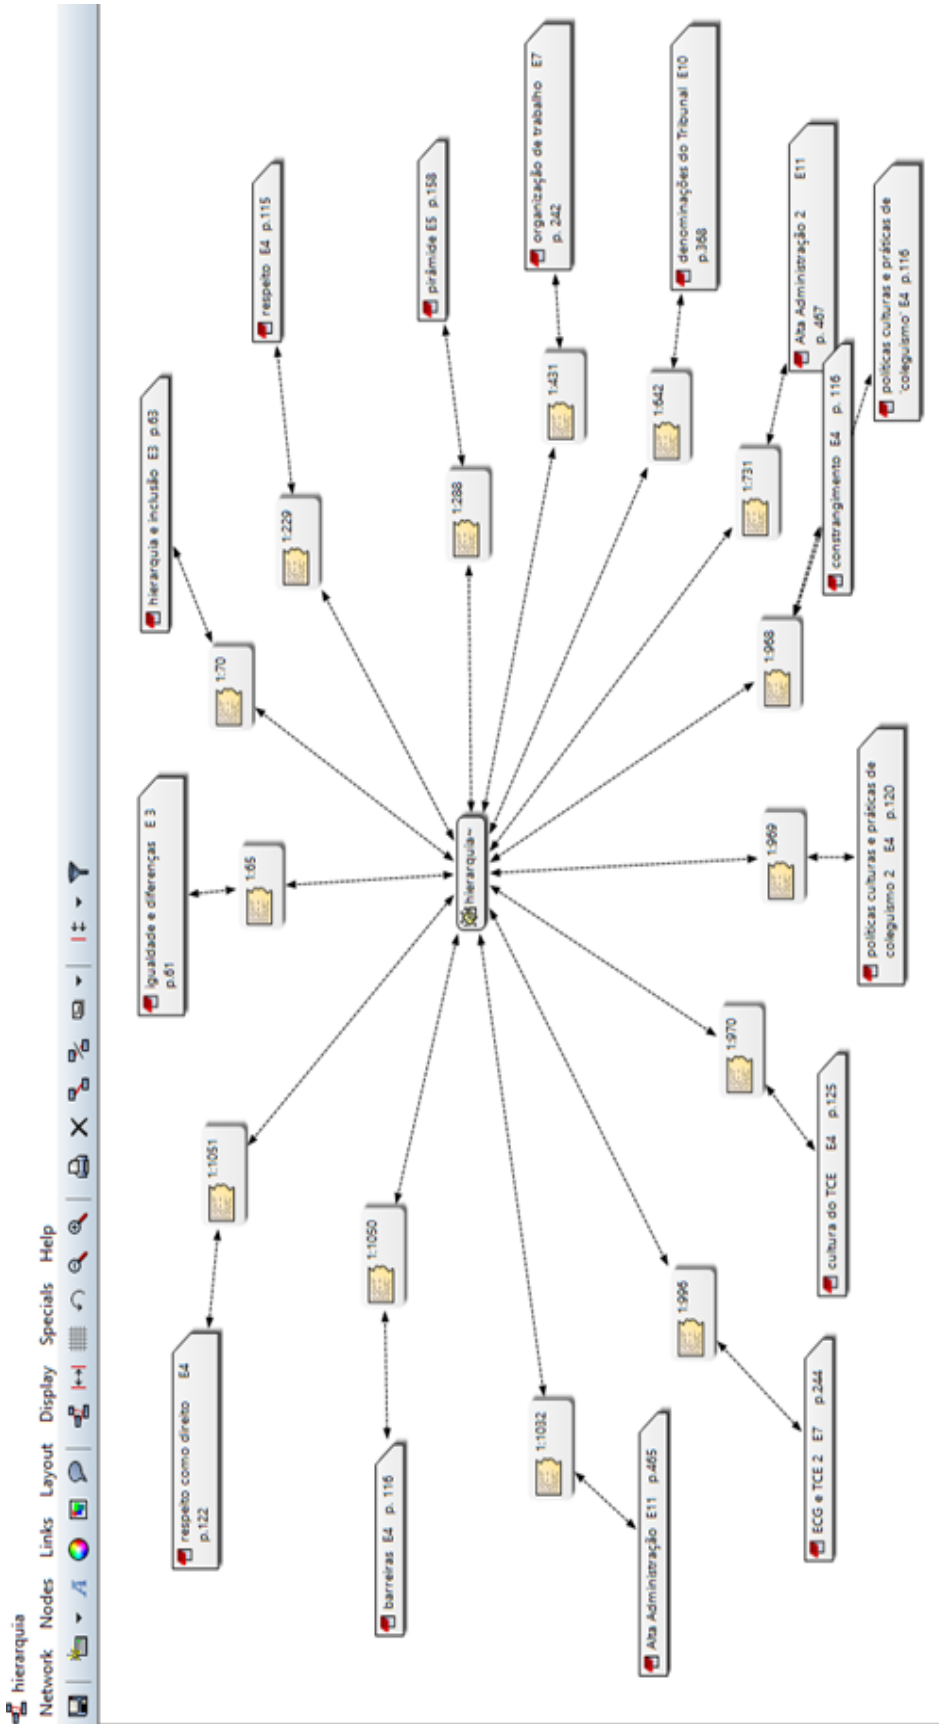 hierarquia
Network Nodes Links Layout Display Specials Help
respeito como direito E4
p.122
1:1051
igualdade e diferenças E 3
p.61
1:65
hierarquia e inclusão E3 p.63
1:70
respeito E4 p.115
1:229
barreiras E4 p. 116
1:1050
hierarquia~
1:288
pirâmide E5 p.158
1:431
organização de trabalho E7
p. 242
Alta Administração E11 p.465
1:1032
1:642
denominações do Tribunal E10
p.368
ECG e TCE 2 E7 p.244
1:996
cultura do TCE E4 p.125
1:970
políticas culturas e práticas de
coleguismo 2 E4 p.120
1:969
1:968
1:731
Alta Administração 2 E11
p. 467
constrangimento E4 p. 116
políticas culturas e práticas de
'coleguismo' E4 p.116